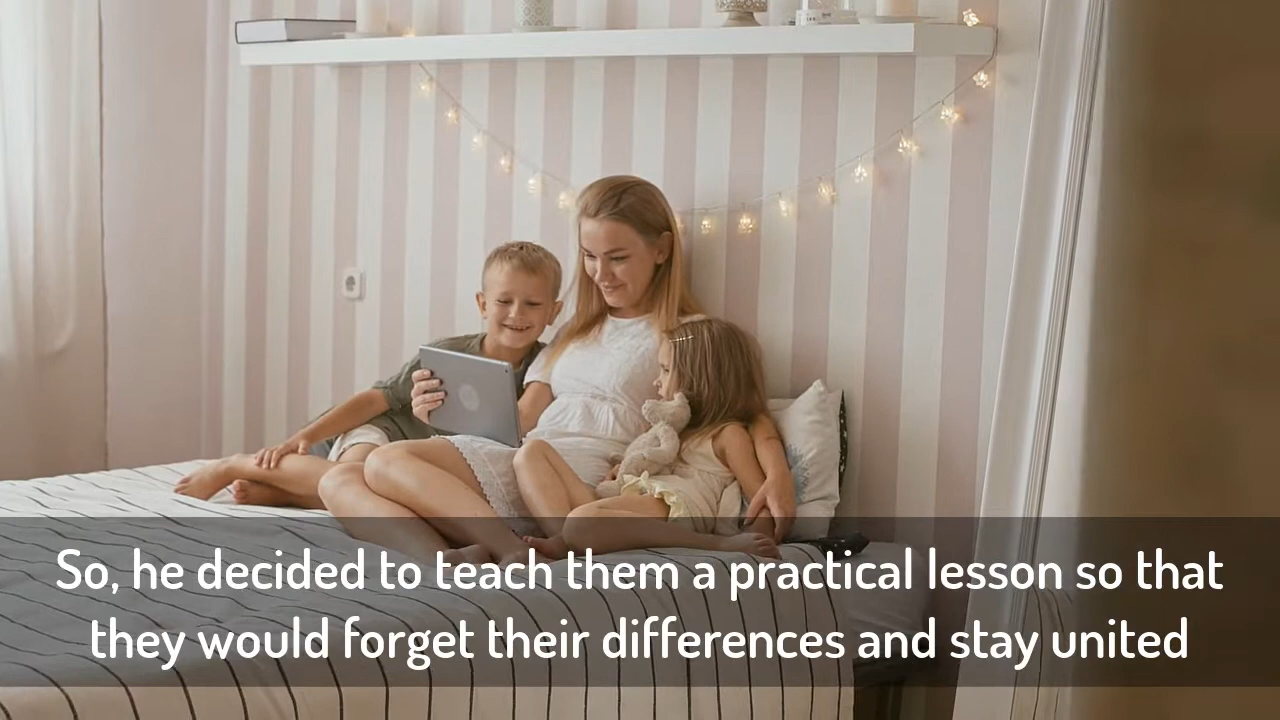 So, he decided to teach them a practical lesson so that
they would forget their differences and stay united